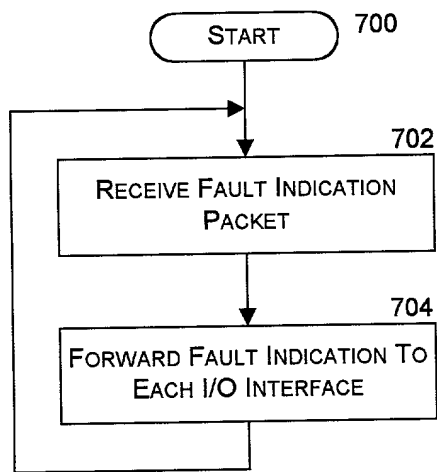 START
700
702
RECEIVE FAULT INDICATION
PACKET
704
FORWARD FAULT INDICATION TO
EACH I/O INTERFACE